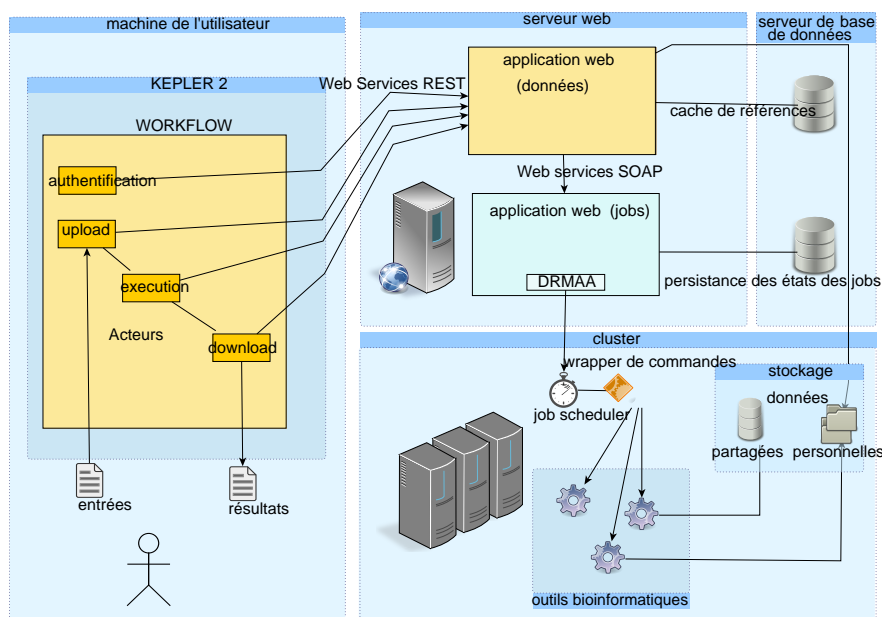 machine de l'utilisateur
KEPLER 2
WORKFLOW
authentification
upload
execution
Acteurs
download
entrées
résultats
Web Services REST
serveur web
application web
(données)
Web services SOAP
application web (jobs)
DRMAA
serveur de base
de données
cache de références
persistance des états des jobs
cluster
wrapper de commandes
job scheduler
stockage
données
partagées
personnelles
outils bioinformatiques